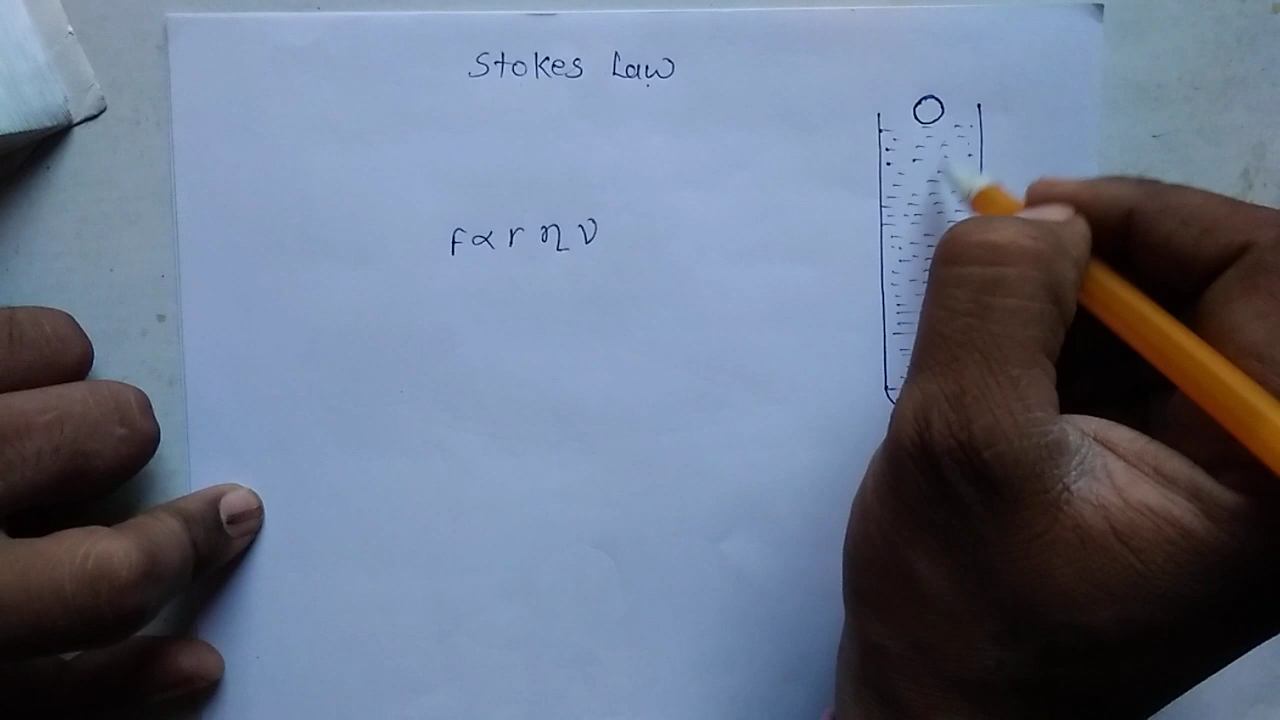 Stokes Law
F ∝ r η v